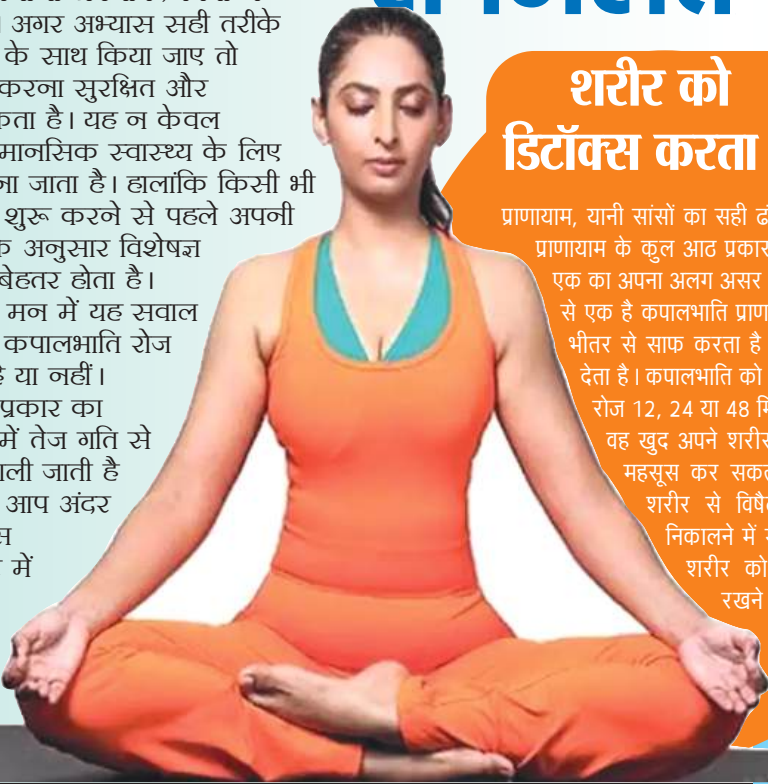 अगर अभ्यास सही तरीके
के साथ किया जाए तो
करना सुरक्षित और
कता है। यह न केवल
मानसिक स्वास्थ्य के लिए
ना जाता है। हालांकि किसी भी
शुरू करने से पहले अपनी
अनुसार विशेषज्ञ
बेहतर होता है।
मन में यह सवाल
कपालभाति रोज
है या नहीं।
प्रकार का
में तेज गति से
ाली जाती है
आप अंदर
स
में
शरीर को
डिटॉक्स करता
प्राणायाम, यानी सांसों का सही
प्राणायाम के कुल आठ प्रकार
एक का अपना अलग असर
से एक है कपालभाति
भीतर से साफ करता है
देता है। कपालभाति को
रोज 12, 24 या 48
वह खुद अपने शरीर
महसूस कर
शरीर से
निकालने में
शरीर को
रखने